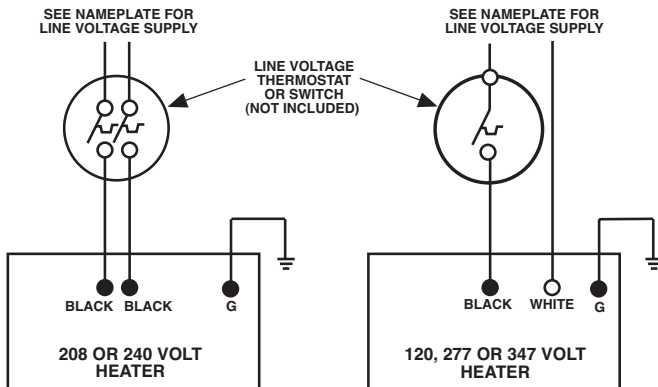 SEE NAMEPLATE FOR
LINE VOLTAGE SUPPLY
SEE NAMEPLATE FOR
LINE VOLTAGE SUPPLY
LINE VOLTAGE
THERMOSTAT
OR SWITCH
(NOT INCLUDED)
BLACK BLACK G
208 OR 240 VOLT
HEATER
BLACK WHITE G
120, 277 OR 347 VOLT
HEATER